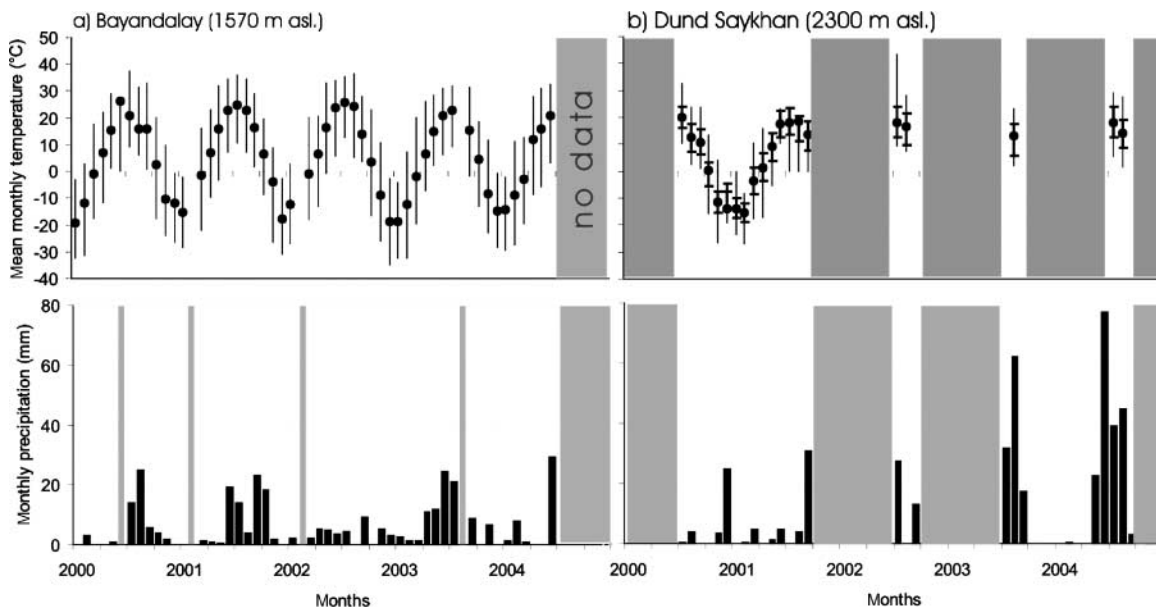 a) Bayandalay (1570 m asl.)
b) Dund Saykhan (2300 m asl.)
Mean monthly temperature (°C)
50
40
30
20
10
0
-10
-20
-30
-40
no data
Monthly precipitation (mm)
80
60
40
20
0
2000 2001 2002 2003 2004
2000 2001 2002 2003 2004
Months
Months